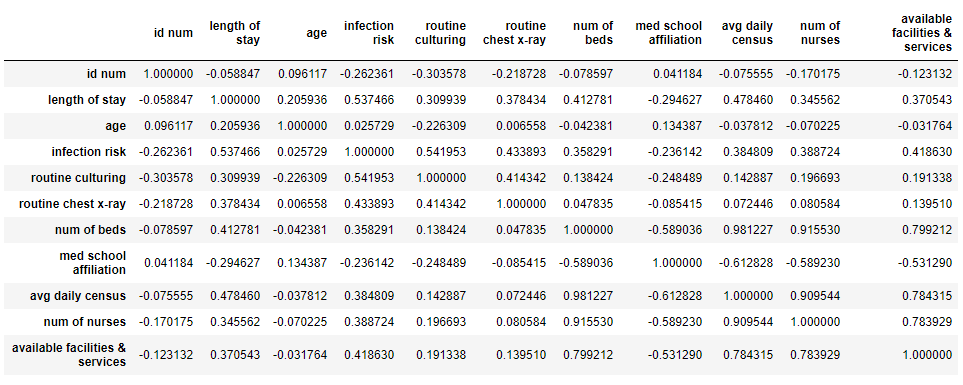 id num length of stay age infection risk routine culturing routine chest x-ray num of beds med school affiliation avg daily census num of nurses available facilities & services
id num 1.000000 -0.058847 0.096117 -0.262361 -0.303578 -0.218728 -0.078597 0.041184 -0.075555 -0.170175 -0.123132
length of stay -0.058847 1.000000 0.205936 0.537466 0.309939 0.378434 0.412781 -0.294627 0.478460 0.345562 0.370543
age 0.096117 0.205936 1.000000 0.025729 -0.226309 0.006558 -0.042381 0.134387 -0.037812 -0.070225 -0.031764
infection risk -0.262361 0.537466 0.025729 1.000000 0.541953 0.433893 0.358291 -0.236142 0.384809 0.388724 0.418630
routine culturing -0.303578 0.309939 -0.226309 0.541953 1.000000 0.414342 0.138424 -0.248489 0.142887 0.196693 0.191338
routine chest x-ray -0.218728 0.378434 0.006558 0.433893 0.414342 1.000000 0.047835 -0.085415 0.072446 0.080584 0.139510
num of beds -0.078597 0.412781 -0.042381 0.358291 0.138424 0.047835 1.000000 -0.589036 0.981227 0.915530 0.799212
med school affiliation 0.041184 -0.294627 0.134387 -0.236142 -0.248489 -0.085415 -0.589036 1.000000 -0.612828 -0.589230 -0.531290
avg daily census -0.075555 0.478460 -0.037812 0.384809 0.142887 0.072446 0.981227 -0.612828 1.000000 0.909544 0.784315
num of nurses -0.170175 0.345562 -0.070225 0.388724 0.196693 0.080584 0.915530 -0.589230 0.909544 1.000000 0.783929
available facilities & services -0.123132 0.370543 -0.031764 0.418630 0.191338 0.139510 0.799212 -0.531290 0.784315 0.783929 1.000000